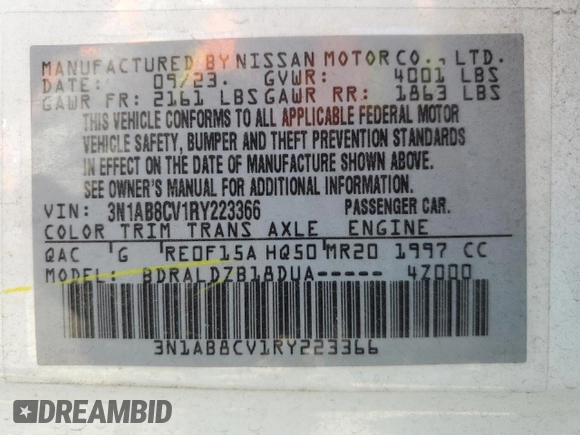 MANUFACTURED BY NISSAN MOTOR CO., LTD.
DATE: 09/23. GVWR: 4001 LBS
GAWR FR: 2161 LBS GAWR RR: 1863 LBS
THIS VEHICLE CONFORMS TO ALL APPLICABLE FEDERAL MOTOR
VEHICLE SAFETY, BUMPER AND THEFT PREVENTION STANDARDS
IN EFFECT ON THE DATE OF MANUFACTURE SHOWN ABOVE.
SEE OWNER'S MANUAL FOR ADDITIONAL INFORMATION.
VIN: 3N1AB8CV1RY223366 PASSENGER CAR.
COLOR TRIM TRANS AXLE ENGINE
QAC G RE0F15A HQ50 MR20 1997 CC
MODEL: BDRALDZB18DUA----- 4Z000
3N1AB8CV1RY223366
DREAMBID